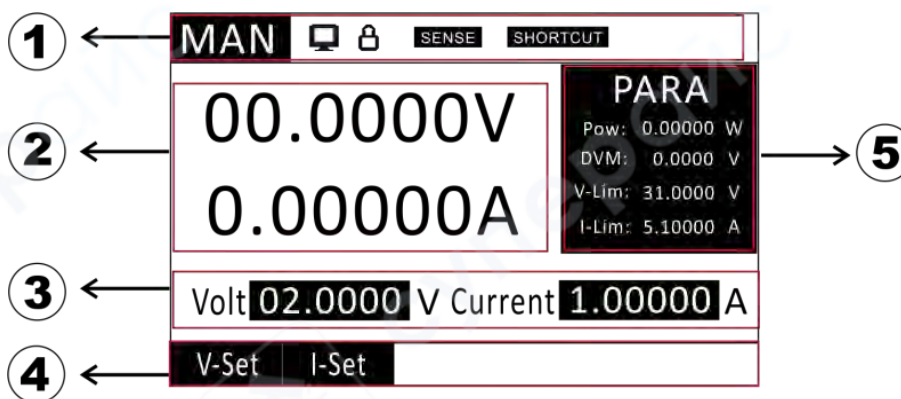 1
MAN SENSE SHORTCUT
2
00.0000V
0.00000A
PARA
Pow: 0.00000 W
DVM: 0.0000 V
V-Lim: 31.0000 V
I-Lim: 5.10000 A
5
3
Volt 02.0000 V Current 1.00000 A
4
V-Set I-Set